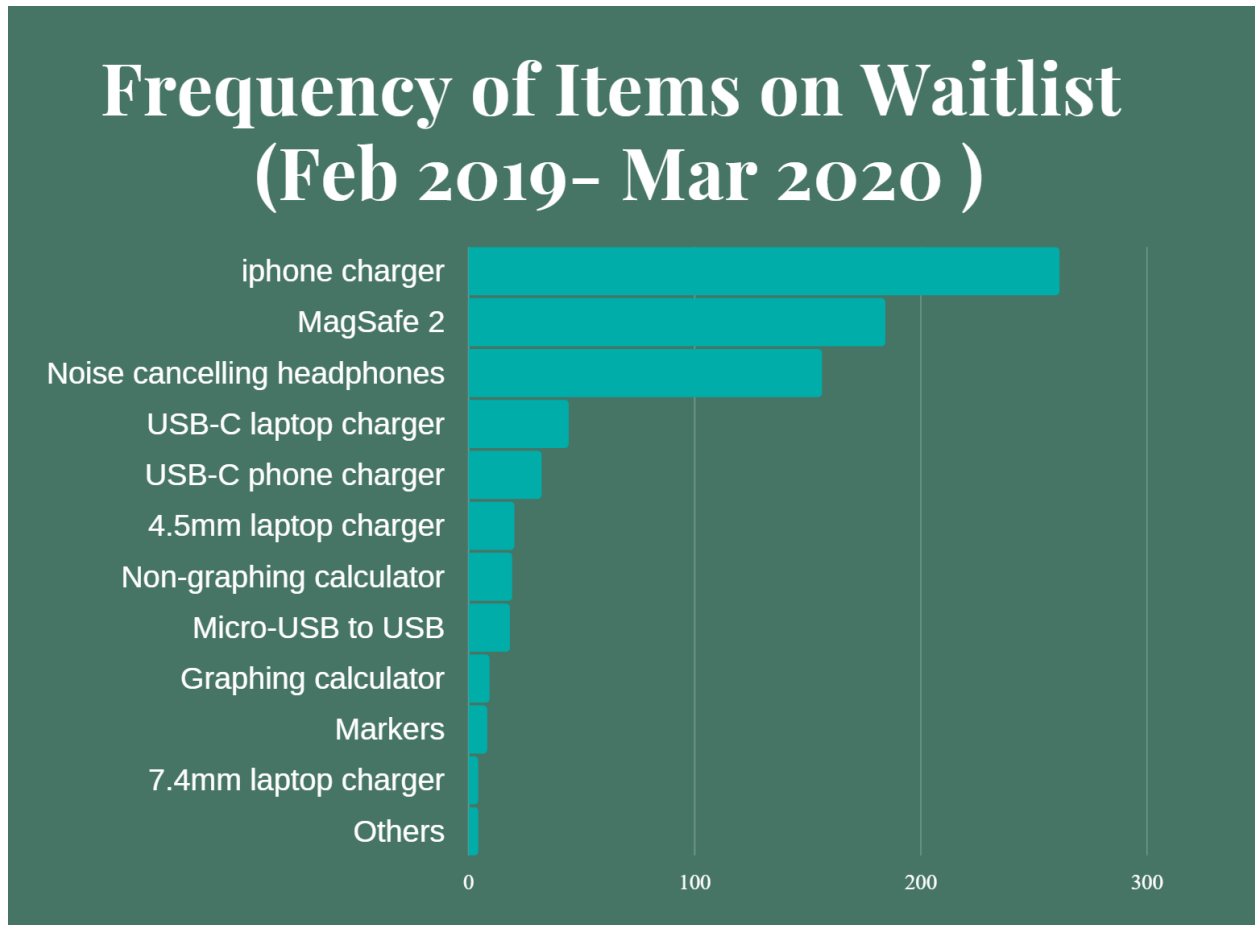 Frequency of Items on Waitlist
(Feb 2019- Mar 2020 )
iphone charger
MagSafe 2
Noise cancelling headphones
USB-C laptop charger
USB-C phone charger
4.5mm laptop charger
Non-graphing calculator
Micro-USB to USB
Graphing calculator
Markers
7.4mm laptop charger
Others
0 100 200 300